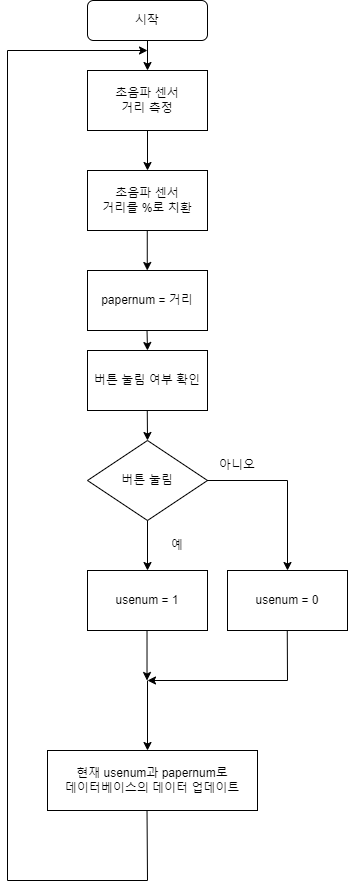 시작
초음파 센서
거리 측정
초음파 센서
거리를 %로 치환
papernum = 거리
버튼 눌림 여부 확인
버튼 눌림
아니오
예
usenum = 1
usenum = 0
현재 usenum과 papernum로
데이터베이스의 데이터 업데이트